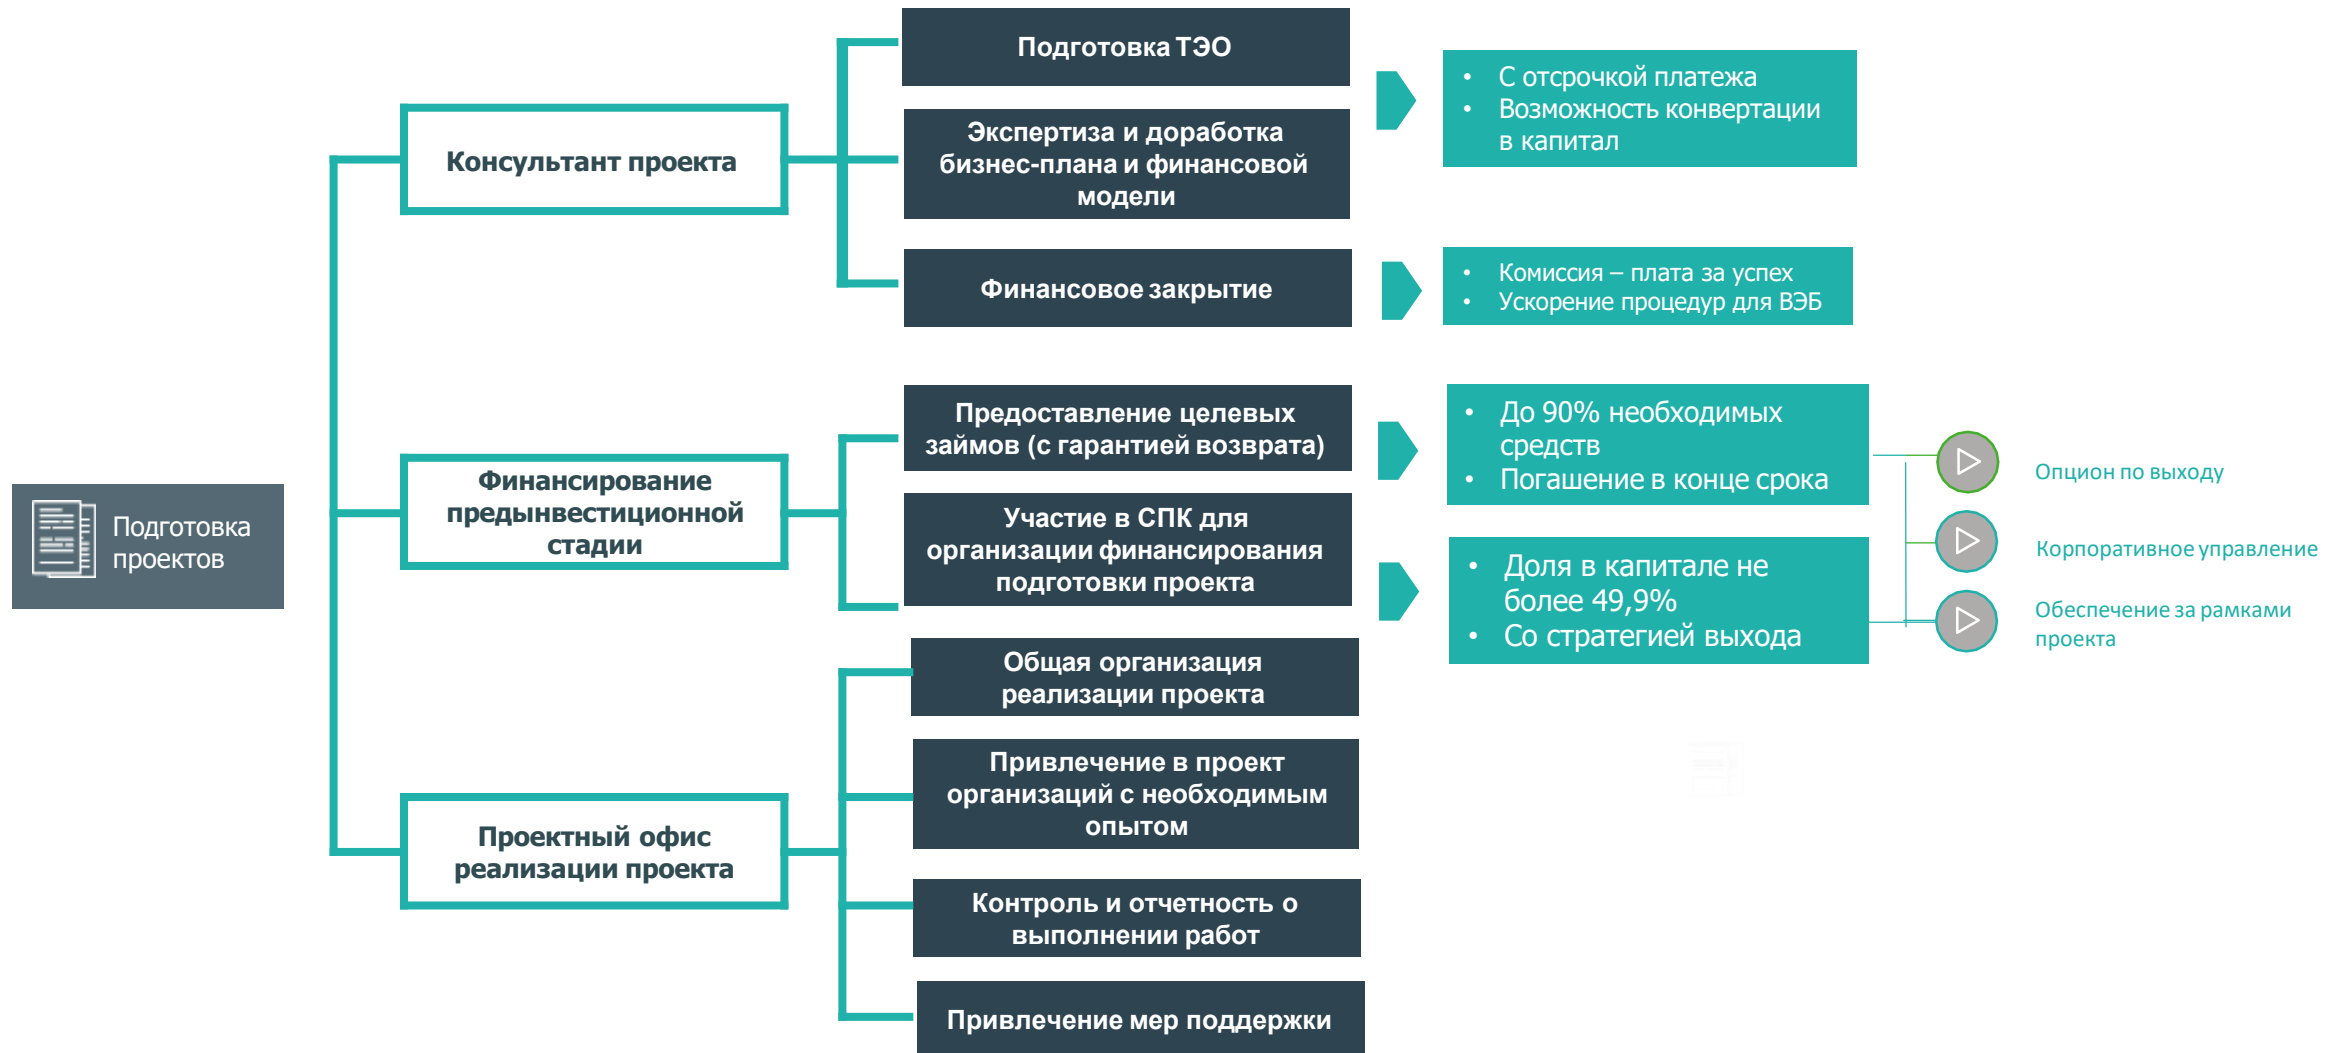 Подготовка
проектов
Консультант проекта
Подготовка ТЭО
Экспертиза и доработка
бизнес-плана и финансовой
модели
Финансовое закрытие
• С отсрочкой платежа
• Возможность конвертации
в капитал
• Комиссия – плата за успех
• Ускорение процедур для ВЭБ
Финансирование
предынвестиционной
стадии
Предоставление целевых
займов (с гарантией возврата)
Участие в СПК для
организации финансирования
подготовки проекта
• До 90% необходимых
средств
• Погашение в конце срока
• Доля в капитале не
более 49,9%
• Со стратегией выхода
Опцион по выходу
Корпоративное управление
Обеспечение за рамками
проекта
Проектный офис
реализации проекта
Общая организация
реализации проекта
Привлечение в проект
организаций с необходимым
опытом
Контроль и отчетность о
выполнении работ
Привлечение мер поддержки